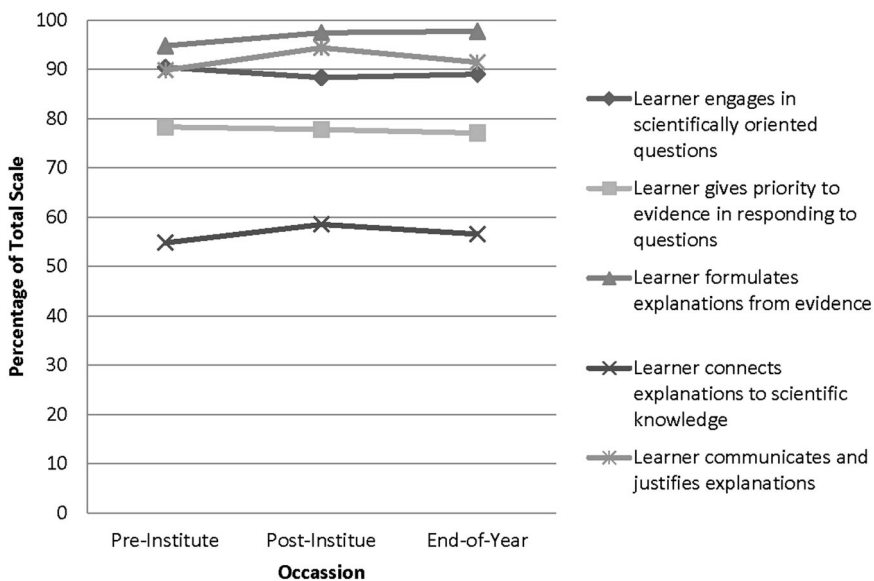 100
90
80
70
60
50
40
30
20
10
0
Percentage of Total Scale
Pre-Institute
Post-Institue
End-of-Year
Occassion
Learner engages in
scientifically oriented
questions
Learner gives priority to
evidence in responding to
questions
Learner formulates
explanations from evidence
Learner connects
explanations to scientific
knowledge
Learner communicates and
justifies explanations